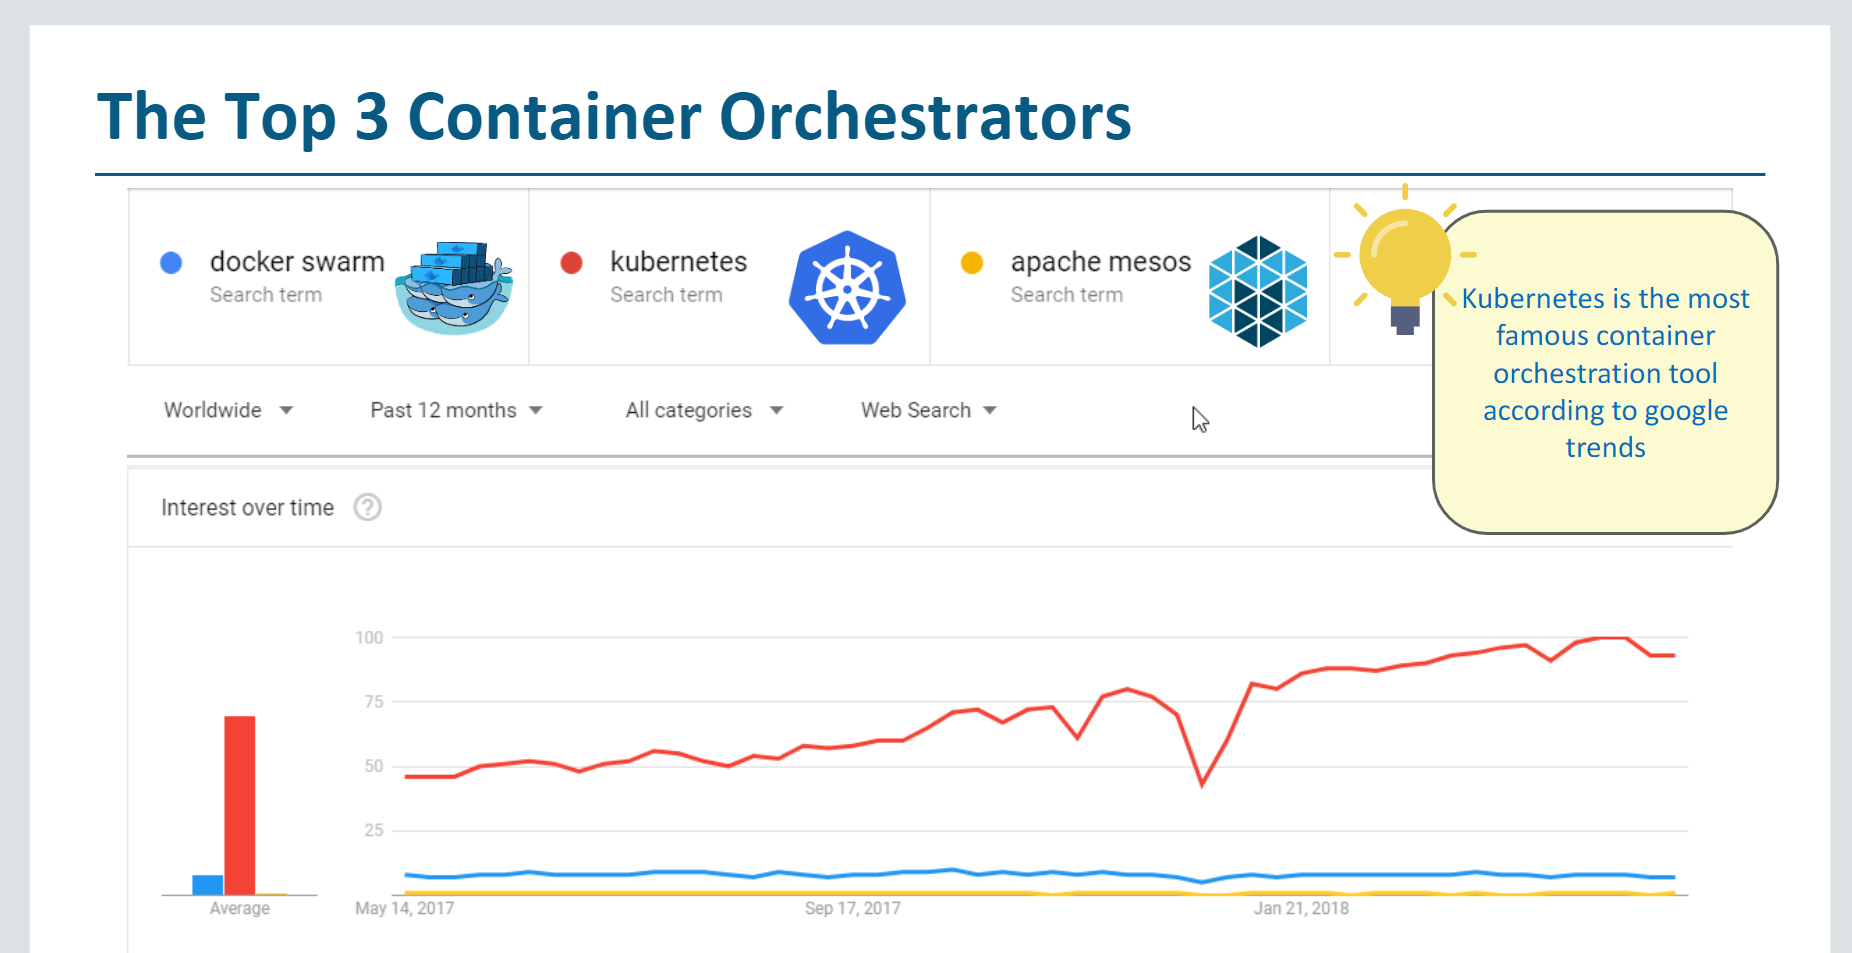 The Top 3 Container Orchestrators
docker swarm
Search term
kubernetes
Search term
apache mesos
Search term
Kubernetes is the most
famous container
orchestration tool
according to google
trends
Worldwide
Past 12 months
All categories
Web Search
Interest over time
?
100
75
50
25
Average
May 14, 2017
Sep 17, 2017
Jan 21, 2018